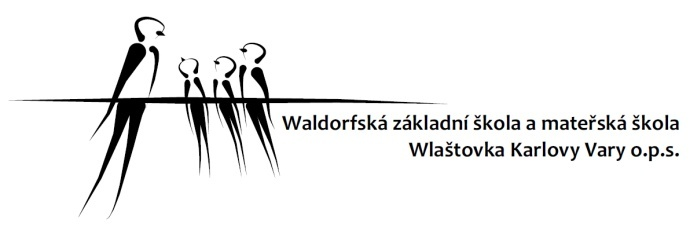 Waldorfská základní škola a mateřská škola
Wlaštovka Karlovy Vary o.p.s.